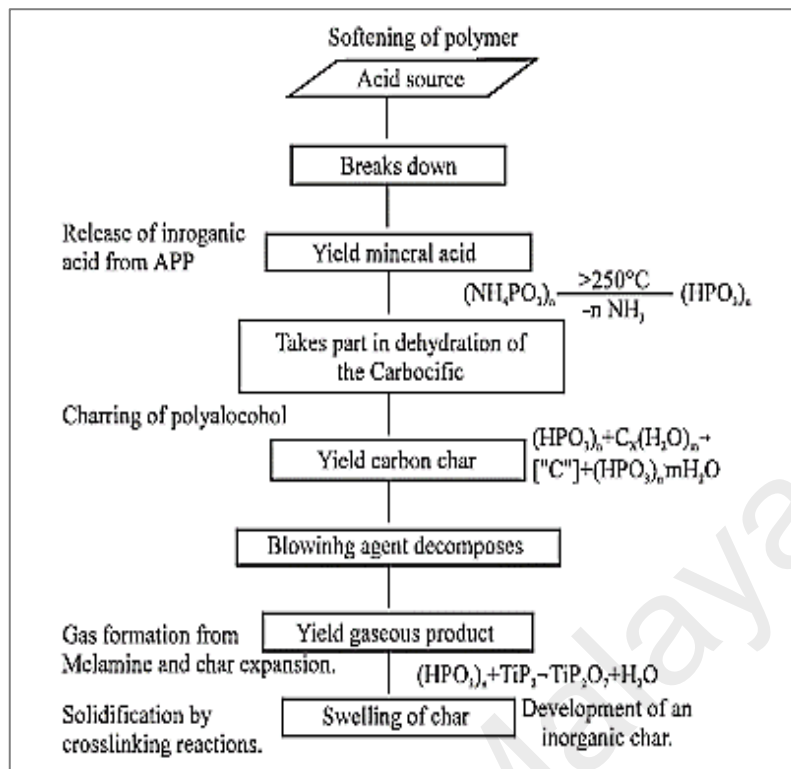 Softening of polymer
Acid source
Breaks down
Release of inroganic
acid from APP
Yield mincral acid
(NH₄PO₃)ₙ >250°C (HPO₃)ₙ
-n NH₃
Takes part in dehydration of
the Carbocific
Charring of polyalocohol
Yield carbon char
(HPO₃)ₙ+Cₓ(H₂O)ₙ→
["C"]+(HPO₃)ₙ·mH₂O
Blowinhg agent decomposes
Gas formation from
Melamine and char expansion.
Yield gaseous product
(HPO₃)ₙ+TiP₂→TiP₂O₇+H₂O
Solidification by
crosslinking reactions.
Swelling of char
Development of an
inorganic char.
Malaya